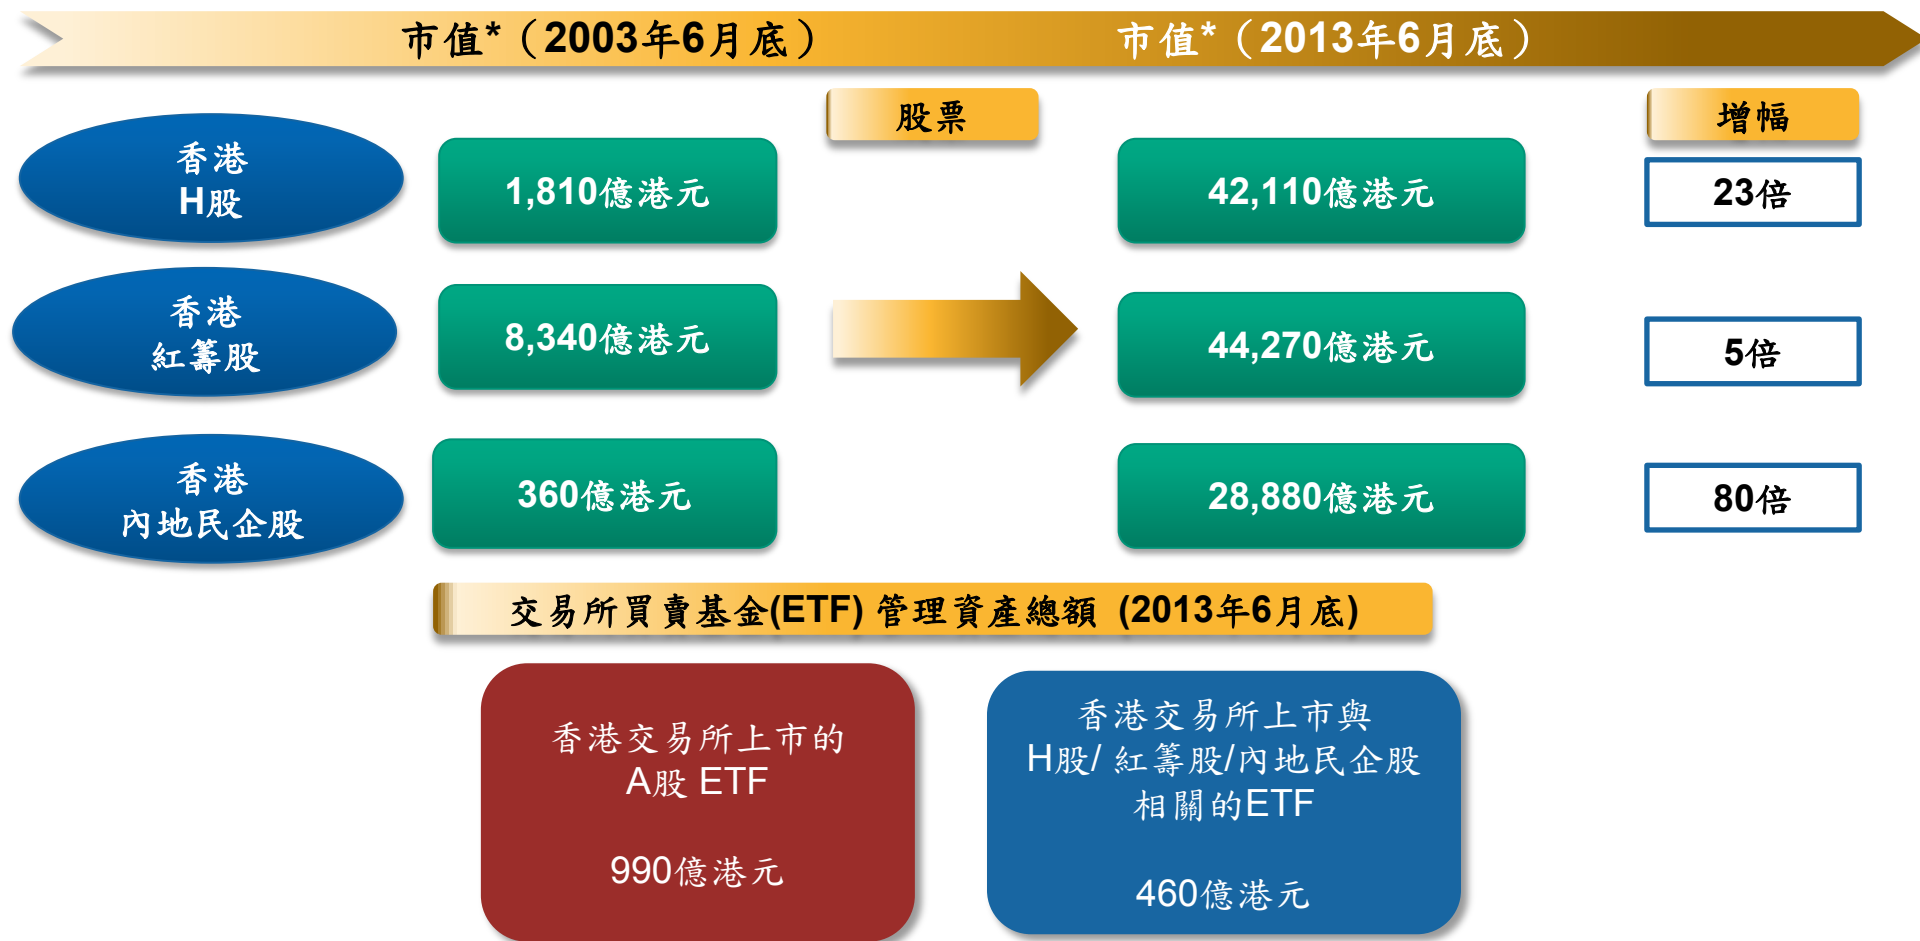 市值*（2003年6月底）
市值*（2013年6月底）
股票
增幅
香港
H股
1,810億港元
42,110億港元
23倍
香港
紅籌股
8,340億港元
44,270億港元
5倍
香港
內地民企股
360億港元
28,880億港元
80倍
交易所買賣基金(ETF) 管理資產總額 (2013年6月底)
香港交易所上市的
A股 ETF
990億港元
香港交易所上市與
H股/ 紅籌股/內地民企股
相關的ETF
460億港元